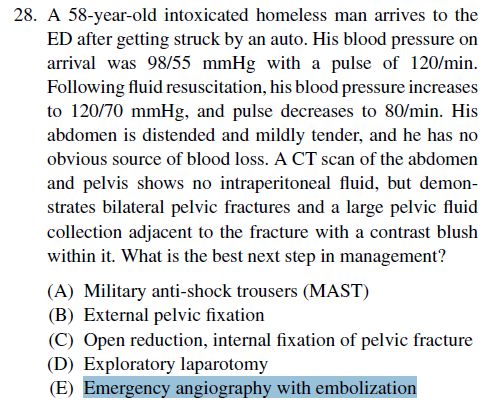 28. A 58-year-old intoxicated homeless man arrives to the
ED after getting struck by an auto. His blood pressure on
arrival was 98/55 mmHg with a pulse of 120/min.
Following fluid resuscitation, his blood pressure increases
to 120/70 mmHg, and pulse decreases to 80/min. His
abdomen is distended and mildly tender, and he has no
obvious source of blood loss. A CT scan of the abdomen
and pelvis shows no intraperitoneal fluid, but demon-
strates bilateral pelvic fractures and a large pelvic fluid
collection adjacent to the fracture with a contrast blush
within it. What is the best next step in management?
(A) Military anti-shock trousers (MAST)
(B) External pelvic fixation
(C) Open reduction, internal fixation of pelvic fracture
(D) Exploratory laparotomy
(E) Emergency angiography with embolization